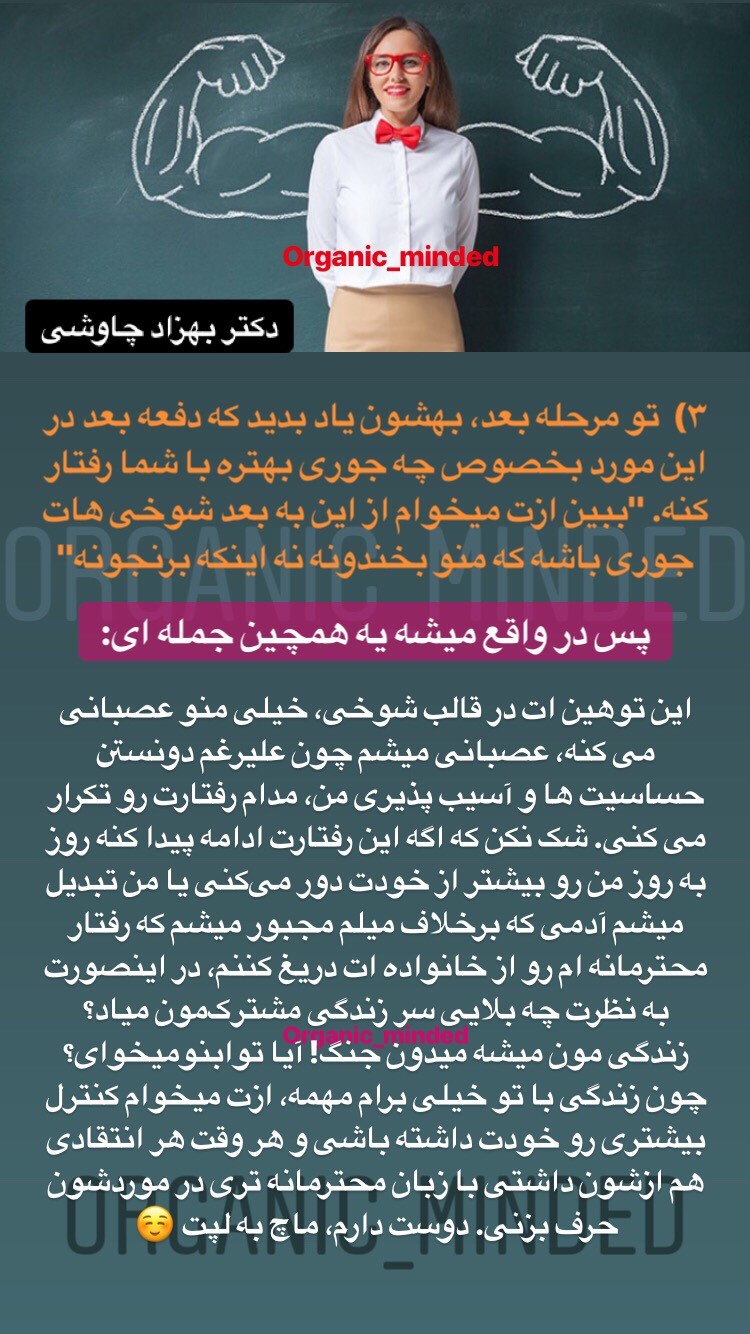 Organic_minded
دکتر بهزاد چاوشی
۳) تو مرحله بعد، بهشون یاد بدید که دفعه بعد در
این مورد بخصوص چه جوری بهتره با شما رفتار
کنه. "ببین ازت میخوام از این به بعد شوخی هات
جوری باشه که منو بخندونه نه اینکه برنجونه"
ORGANIC_MINDED
پس در واقع میشه یه همچین جمله ای:
این توهین ات در قالب شوخی، خیلی منو عصبانی
می کنه، عصبانی میشم چون علیرغم دونستن
حساسیت ها و آسیب پذیری من، مدام رفتارت رو تکرار
می کنی. شک نکن که اگه این رفتارت ادامه پیدا کنه روز
به روز من رو بیشتر از خودت دور می‌کنی یا من تبدیل
میشم آدمی که برخلاف میلم مجبور میشم که رفتار
محترمانه ام رو از خانواده ات دریغ کننم، در اینصورت
به نظرت چه بلایی سر زندگی مشترک‌مون میاد؟
Organic_minded
زندگی مون میشه میدون جنگ! آیا تو اینو میخوای؟
چون زندگی با تو خیلی برام مهمه، ازت میخوام کنترل
بیشتری رو خودت داشته باشی و هر وقت هر انتقادی
هم ازشون داشتی با زبان محترمانه تری در موردشون
حرف بزنی. دوست دارم، ماچ به لپت ☺️
ORGANIC_MINDED